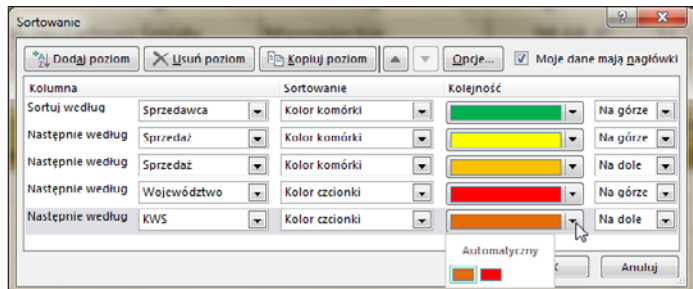 Sortowanie
Dodaj poziom Usuń poziom Kopiuj poziom Opcje... Moje dane mają nagłówki
Kolumna Sortowanie Kolejność
Sortuj według Sprzedawca Kolor komórki Na górze
Następnie według Sprzedaż Kolor komórki Na górze
Następnie według Sprzedaż Kolor komórki Na dole
Następnie według Województwo Kolor czcionki Na górze
Następnie według KWS Kolor czcionki Na dole
Automatyczny
Anuluj